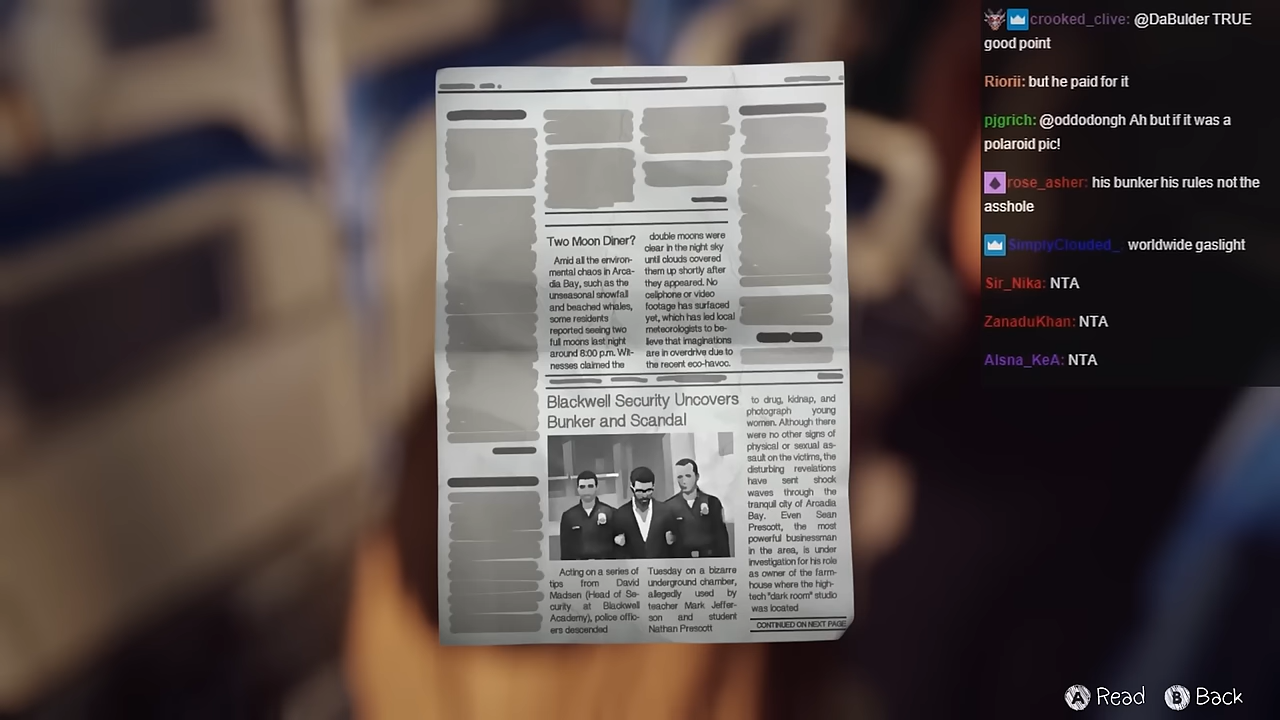 Two Moon Diner?
Amid all the environ-
mental chaos in Arca-
dia Bay, such as the
unseasonal snowfall
and beached whales,
some residents
reported seeing two
full moons last night
around 8:00 p.m. Wit-
nesses claimed the
double moons were
clear in the night sky
until clouds covered
them up shortly after
they appeared. No
cellphone or video
footage has surfaced
yet, which has led local
meteorologists to be-
lieve that imaginations
are in overdrive due to
the recent eco-havoc.
Blackwell Security Uncovers
Bunker and Scandal
Acting on a series of
tips from David
Madsen (Head of Se-
curity at Blackwell
Academy), police offic-
ers descended
Tuesday on a bizarre
underground chamber,
allegedly used by
teacher Mark Jeffer-
son and student
Nathan Prescott
to drug, kidnap, and
photograph young
women. Although there
were no other signs of
physical or sexual as-
sault on the victims, the
disturbing revelations
have sent shock
waves through the
tranquil city of Arcadia
Bay. Even Sean
Prescott, the most
powerful businessman
in the area, is under
investigation for his role
as owner of the farm-
house where the high-
tech "dark room" studio
was located
CONTINUED ON NEXT PAGE
crooked_clive: @DaBulder TRUE
good point
Riorii: but he paid for it
pjgrich: @oddodongh Ah but if it was a
polaroid pic!
rose_asher: his bunker his rules not the
asshole
SimplyClouded_ worldwide gaslight
Sir_Nika: NTA
ZanaduKhan: NTA
Alsna_KeA: NTA
A Read B Back